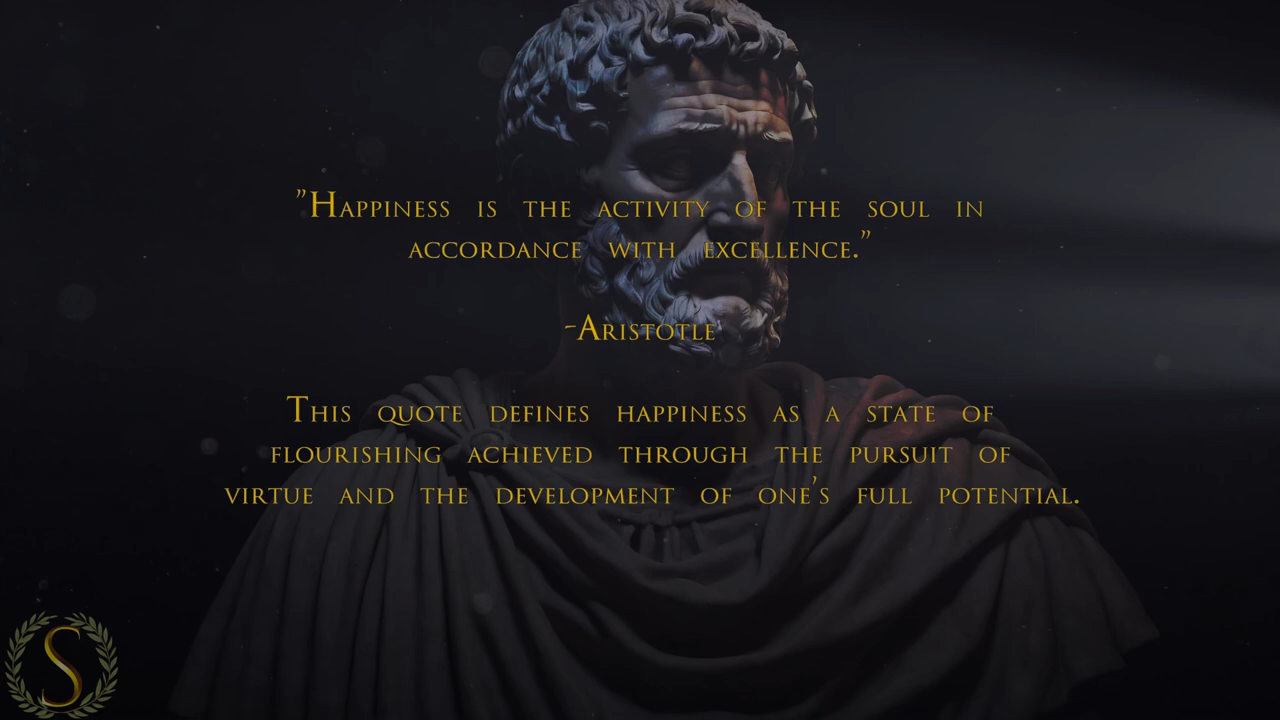 "Happiness is the activity of the soul in
accordance with excellence."
-Aristotle
This quote defines happiness as a state of
flourishing achieved through the pursuit of
virtue and the development of one's full potential.
S